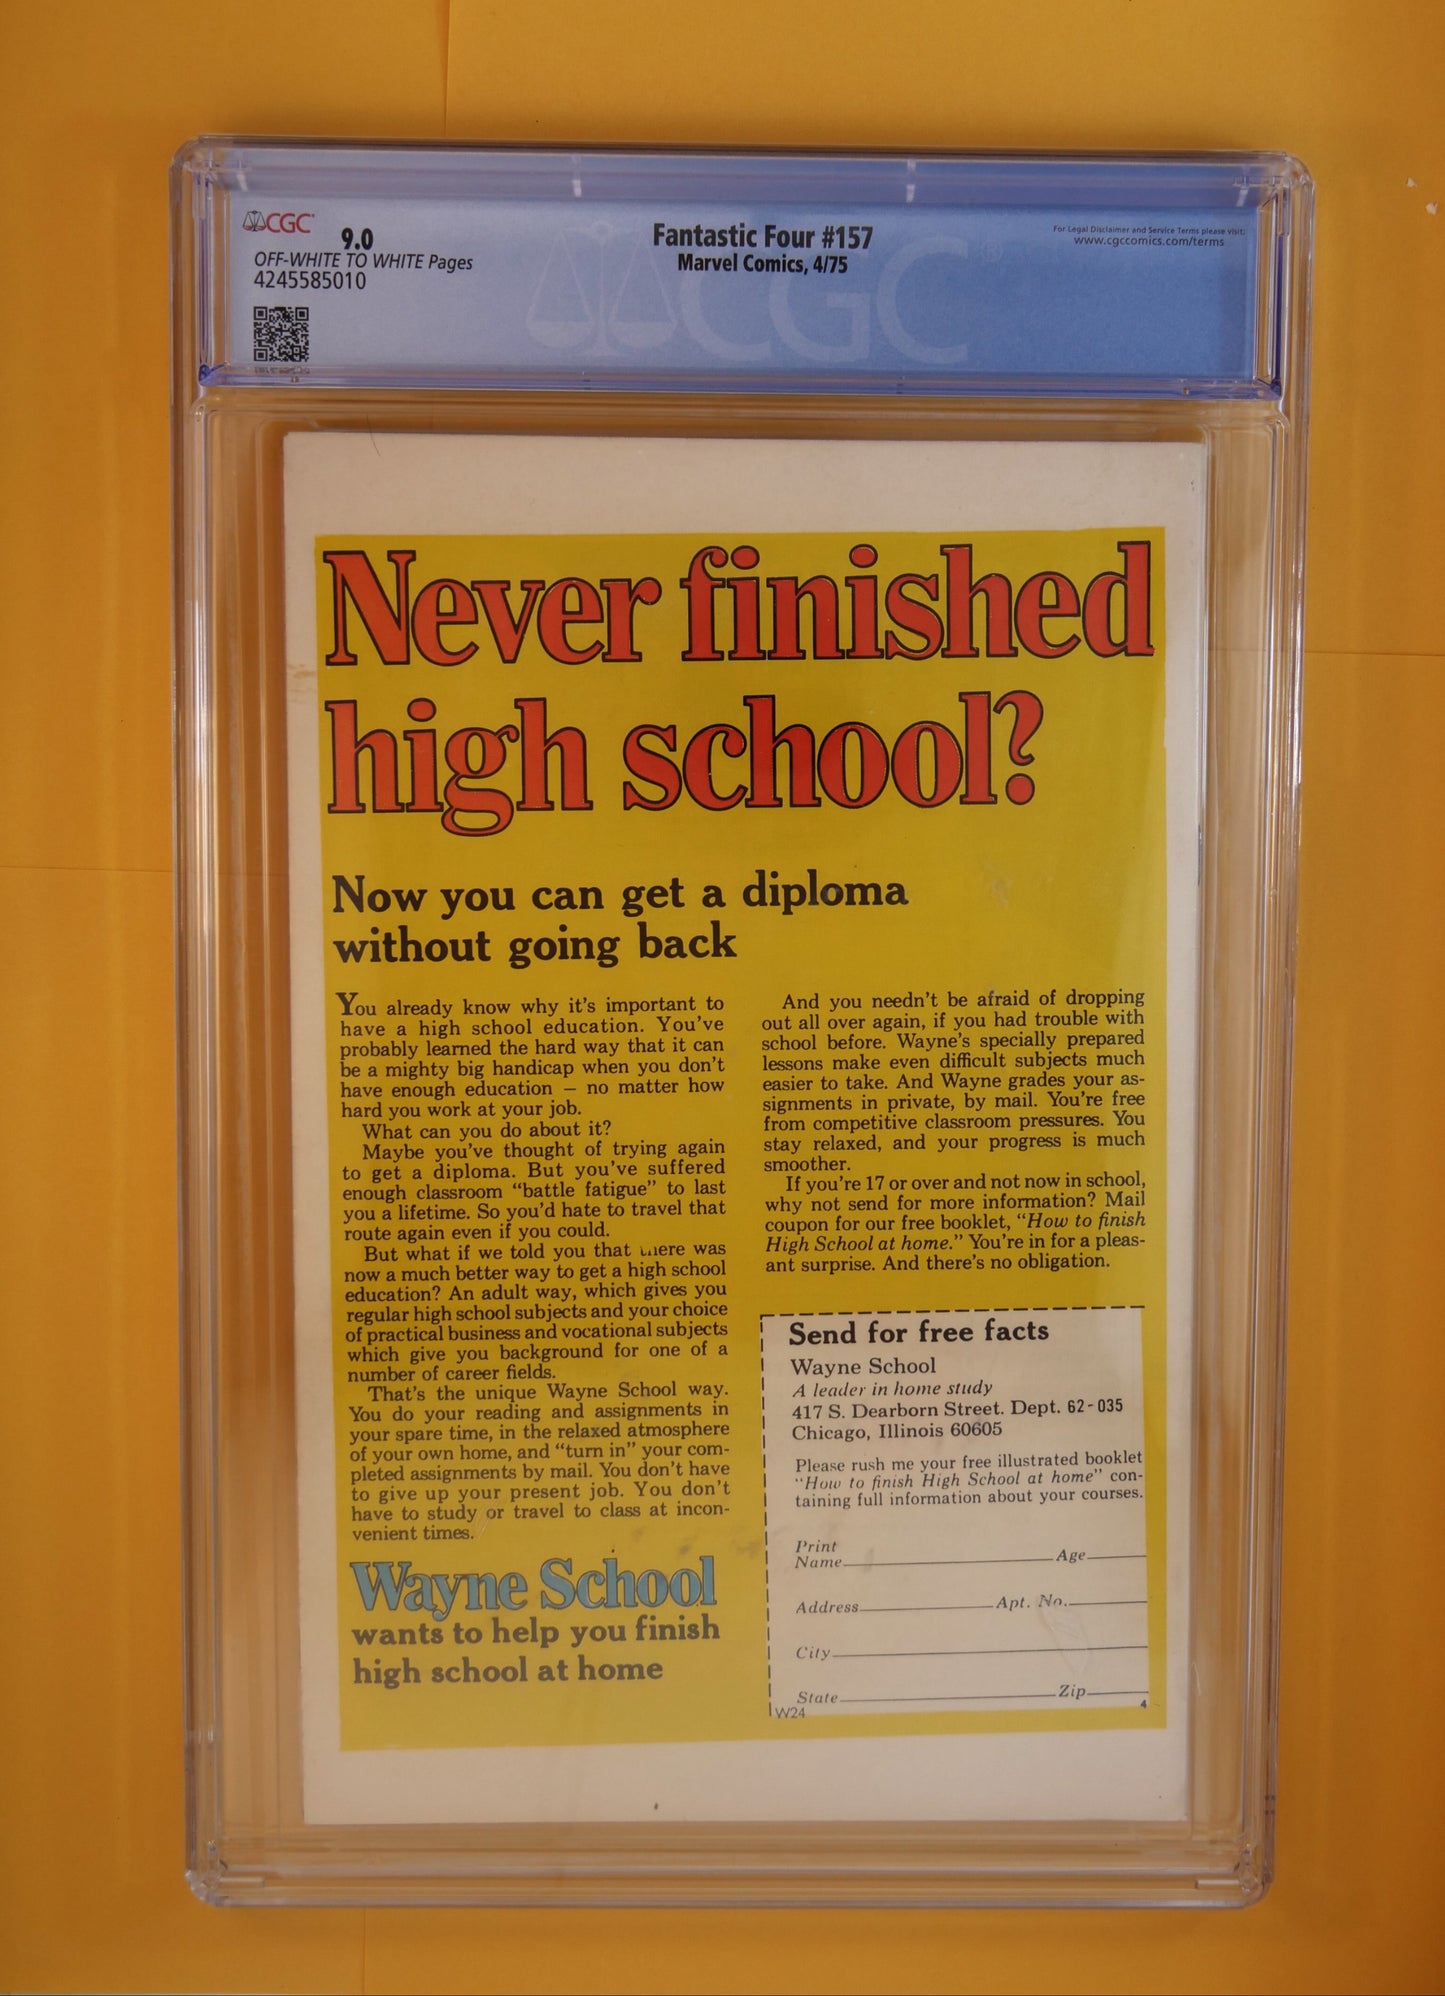 CGC
9.0
OFF-WHITE TO WHITE Pages
4245585010
Fantastic Four #157
Marvel Comics, 4/75
For Legal Disclaimer and Service Terms please visit:
www.cgccomics.com/terms
CGC
Never finished
high school?
Now you can get a diploma
without going back
You already know why it's important to
have a high school education. You've
probably learned the hard way that it can
be a mighty big handicap when you don't
have enough education – no matter how
hard you work at your job.
What can you do about it?
Maybe you've thought of trying again
to get a diploma. But you've suffered
enough classroom "battle fatigue" to last
you a lifetime. So you'd hate to travel that
route again even if you could.
But what if we told you that there was
now a much better way to get a high school
education? An adult way, which gives you
regular high school subjects and your choice
of practical business and vocational subjects
which give you background for one of a
number of career fields.
That's the unique Wayne School way.
You do your reading and assignments in
your spare time, in the relaxed atmosphere
of your own home, and "turn in" your com-
pleted assignments by mail. You don't have
to give up your present job. You don't
have to study or travel to class at incon-
venient times.
Wayne School
wants to help you finish
high school at home
And you needn't be afraid of dropping
out all over again, if you had trouble with
school before. Wayne's specially prepared
lessons make even difficult subjects much
easier to take. And Wayne grades your as-
signments in private, by mail. You're free
from competitive classroom pressures. You
stay relaxed, and your progress is much
smoother.
If you're 17 or over and not now in school,
why not send for more information? Mail
coupon for our free booklet, "How to finish
High School at home." You're in for a pleas-
ant surprise. And there's no obligation.
Send for free facts
Wayne School
A leader in home study
417 S. Dearborn Street. Dept. 62-035
Chicago, Illinois 60605
Please rush me your free illustrated booklet
"How to finish High School at home" con-
taining full information about your courses.
Print
Name Age
Address Apt. No.
City
State Zip
W24 4